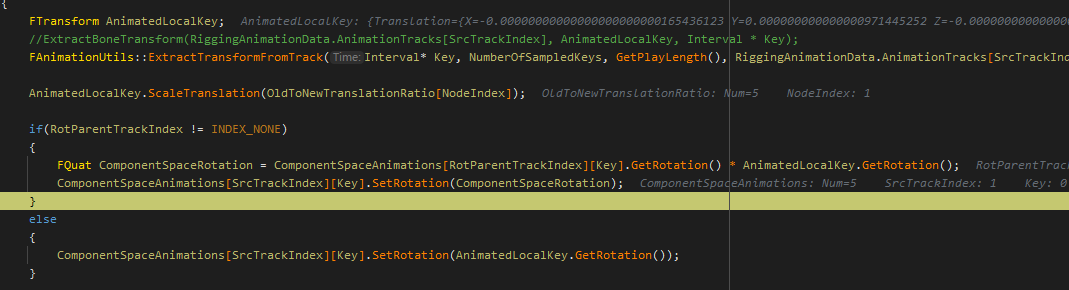 {
FTransform AnimatedLocalKey; AnimatedLocalKey: {Translation={X=-0.0000000000000000000000165436123 Y=0.000000000000000971445252 Z=-0.0000000000000
//ExtractBoneTransform(RiggingAnimationData.AnimationTracks[SrcTrackIndex], AnimatedLocalKey, Interval * Key);
FAnimationUtils::ExtractTransformFromTrack(Time: Interval* Key, NumberOfSampledKeys, GetPlayLength(), RiggingAnimationData.AnimationTracks[SrcTrackInd
AnimatedLocalKey.ScaleTranslation(OldToNewTranslationRatio[NodeIndex]); OldToNewTranslationRatio: Num=5 NodeIndex: 1
if(RotParentTrackIndex != INDEX_NONE)
{
FQuat ComponentSpaceRotation = ComponentSpaceAnimations[RotParentTrackIndex][Key].GetRotation() * AnimatedLocalKey.GetRotation(); RotParentTrac
ComponentSpaceAnimations[SrcTrackIndex][Key].SetRotation(ComponentSpaceRotation); ComponentSpaceAnimations: Num=5 SrcTrackIndex: 1 Key: 0
}
else
{
ComponentSpaceAnimations[SrcTrackIndex][Key].SetRotation(AnimatedLocalKey.GetRotation());
}